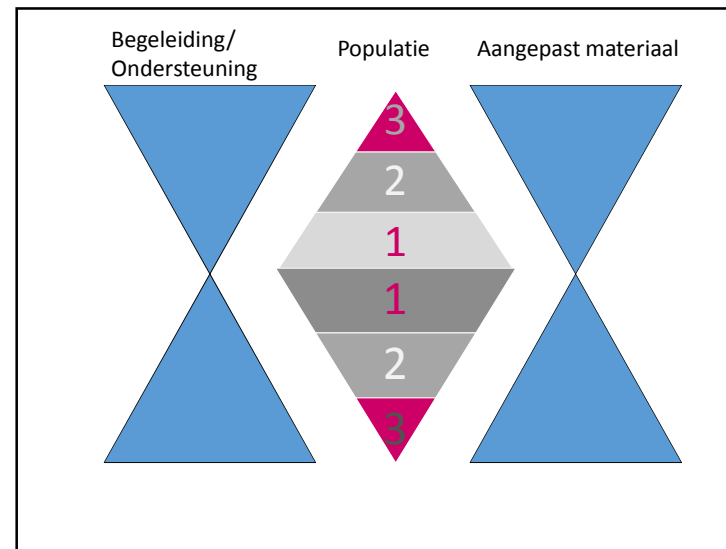 Begeleiding/
Ondersteuning
Populatie
Aangepast materiaal
3
2
1
1
2
3